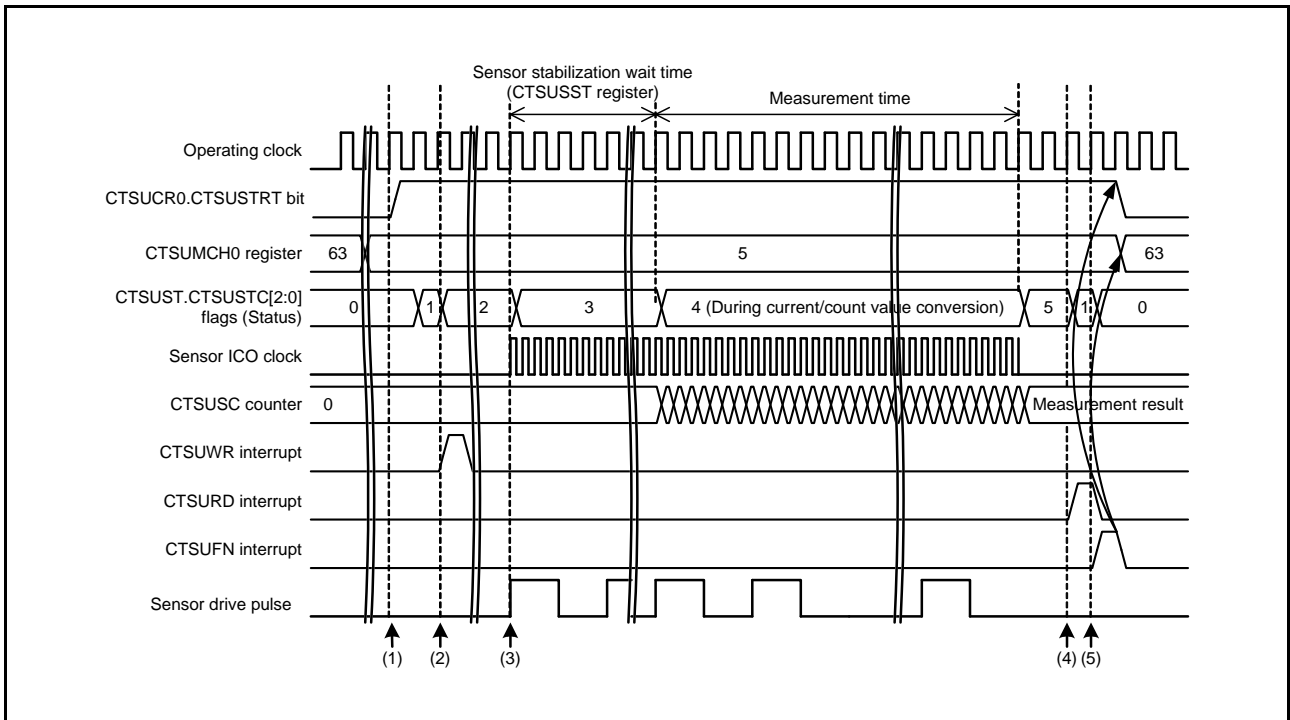 Sensor stabilization wait time
(CTSUSST register)
Measurement time
Operating clock
CTSUCR0.CTSUSTRT bit
CTSUMCH0 register
63
5
63
CTSUST.CTSUSTC[2:0]
flags (Status)
0
1
2
3
4 (During current/count value conversion)
5
1
0
Sensor ICO clock
CTSUSC counter
0
Measurement result
CTSUWR interrupt
CTSURD interrupt
CTSUFN interrupt
Sensor drive pulse
(1)
(2)
(3)
(4)
(5)